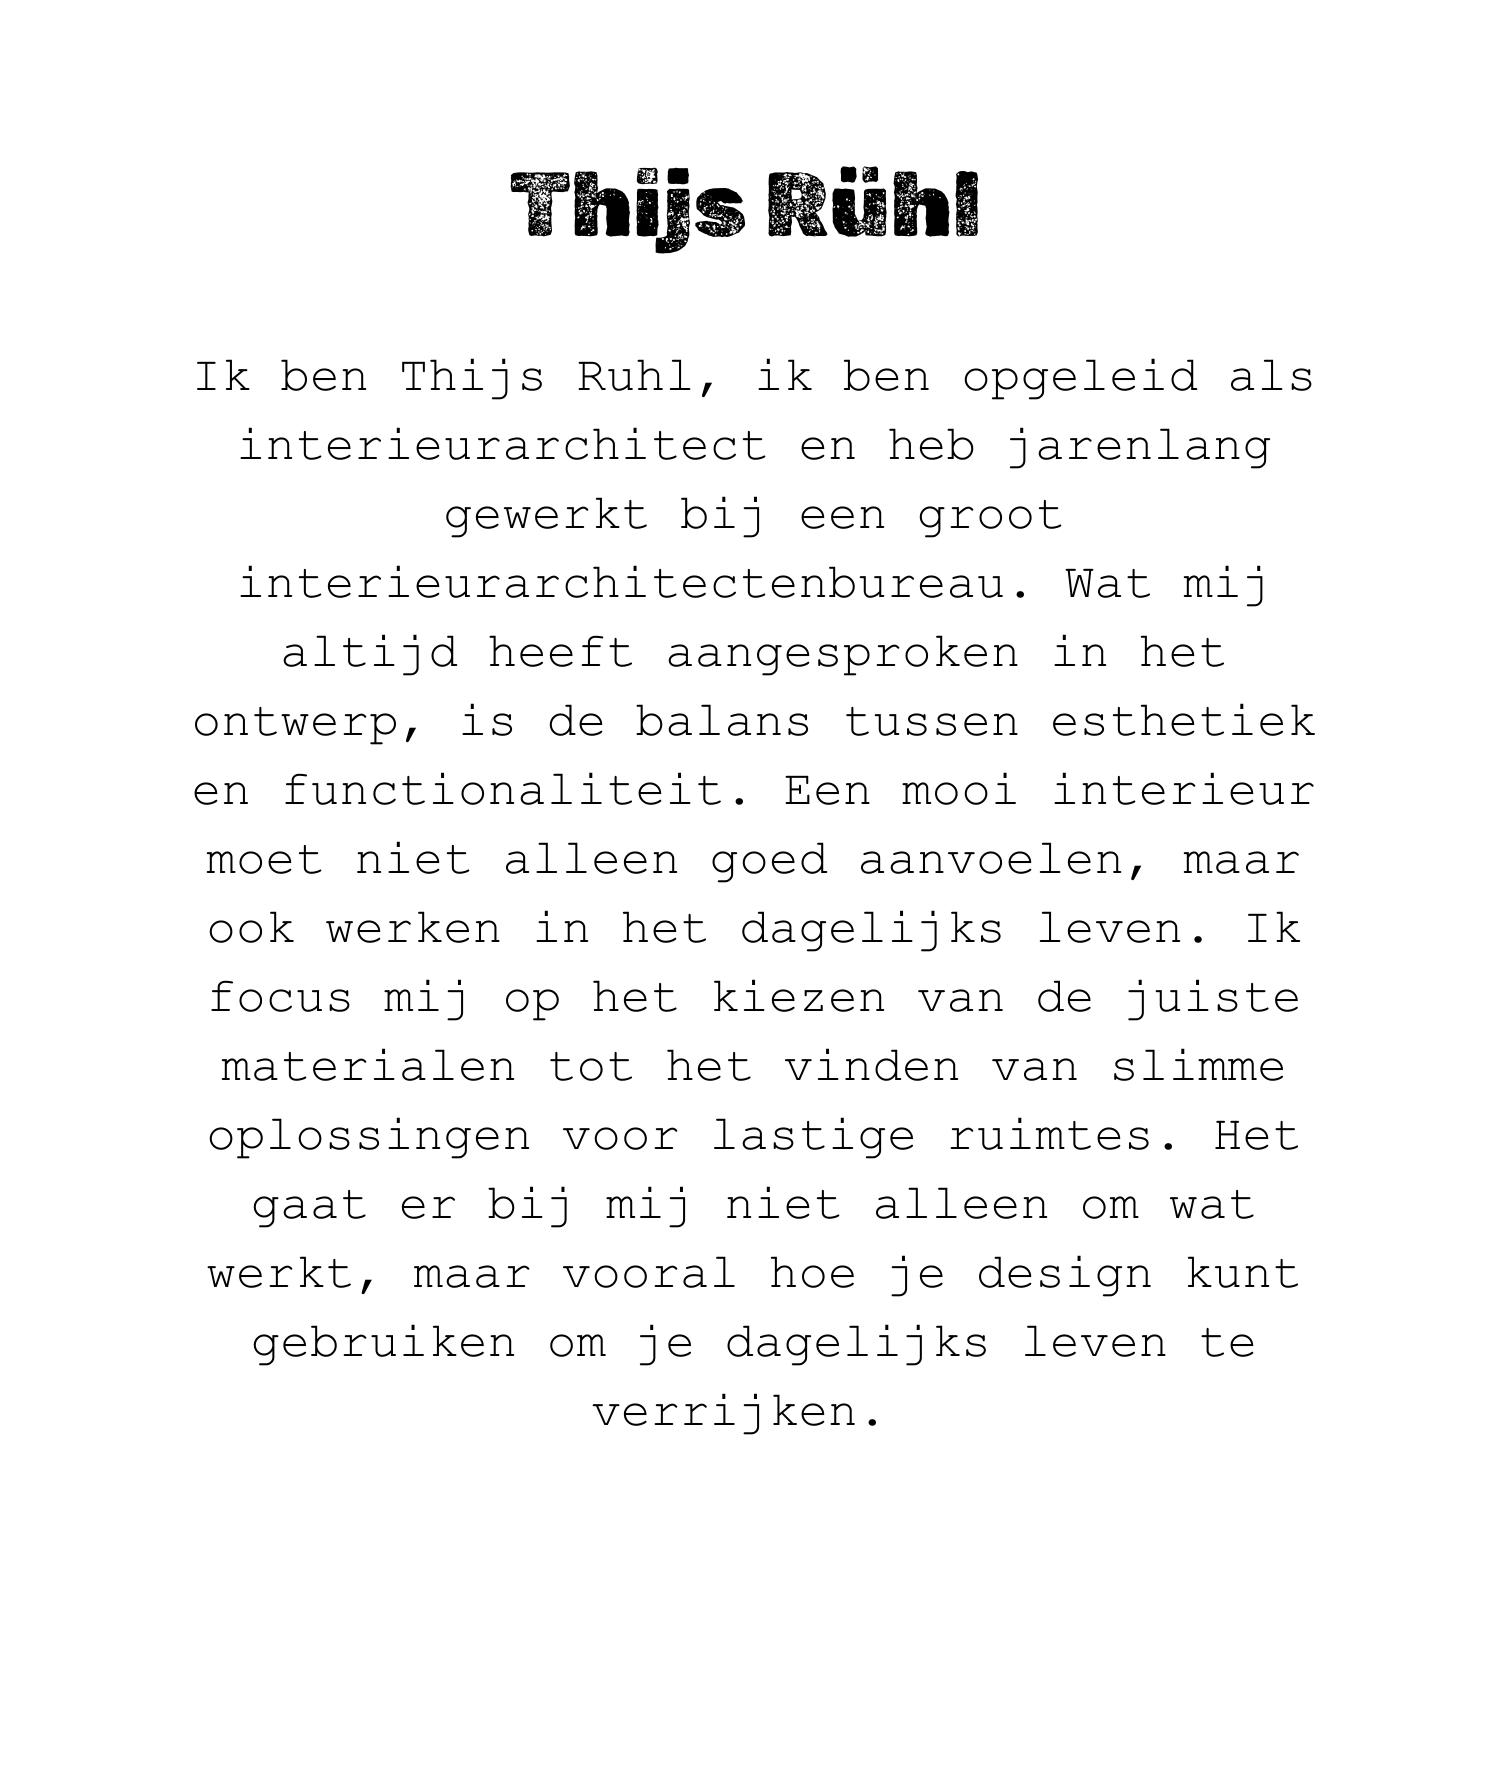 Thijs Rühl
Ik ben Thijs Ruhl, ik ben opgeleid als
interieurarchitect en heb jarenlang
gewerkt bij een groot
interieurarchitectenbureau. Wat mij
altijd heeft aangesproken in het
ontwerp, is de balans tussen esthetiek
en functionaliteit. Een mooi interieur
moet niet alleen goed aanvoelen, maar
ook werken in het dagelijks leven. Ik
focus mij op het kiezen van de juiste
materialen tot het vinden van slimme
oplossingen voor lastige ruimtes. Het
gaat er bij mij niet alleen om wat
werkt, maar vooral hoe je design kunt
gebruiken om je dagelijks leven te
verrijken.